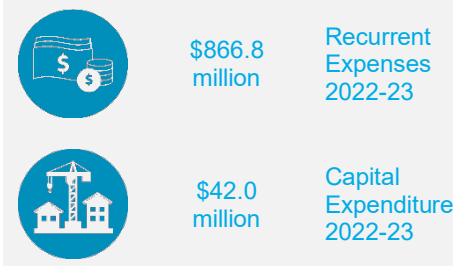 $866.8
million
Recurrent
Expenses
2022-23
$42.0
million
Capital
Expenditure
2022-23